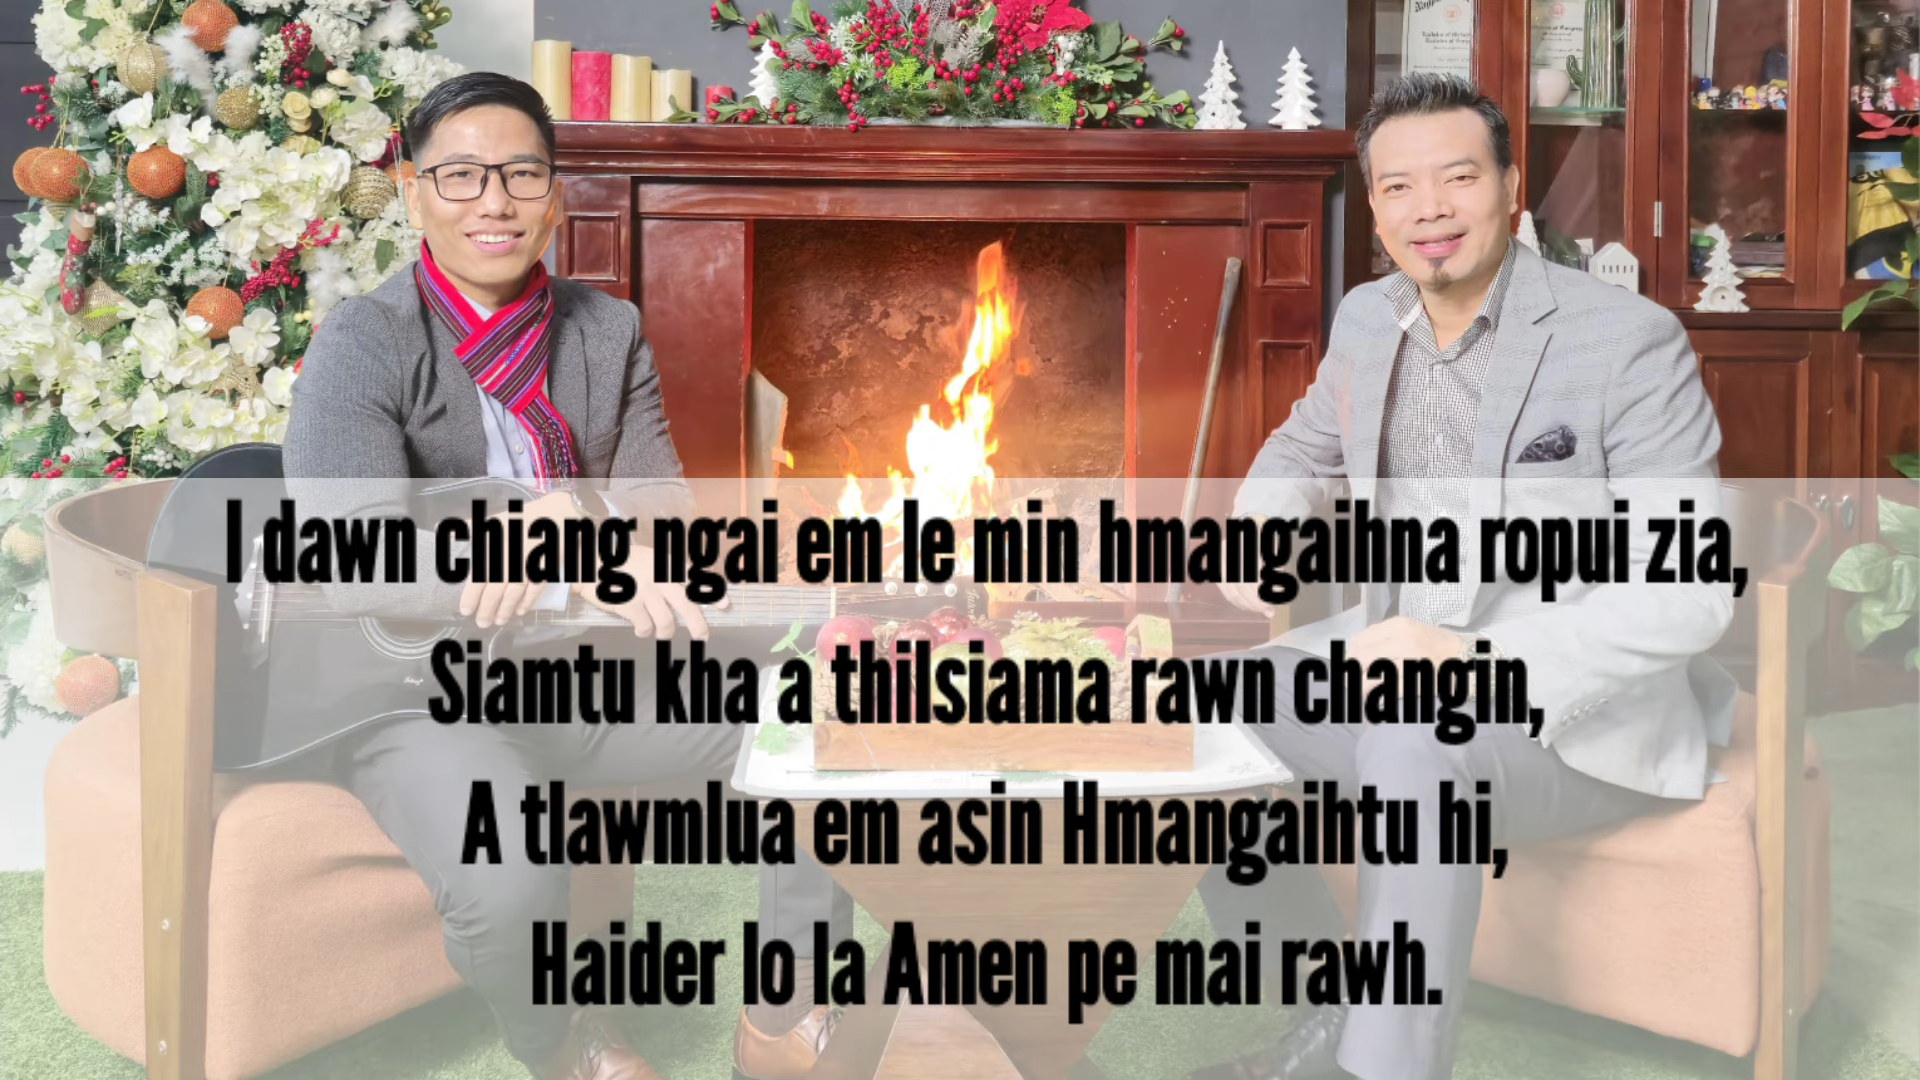 I dawn chiang ngai em le min hmangaihna ropui zia,
Siamtu kha a thilsiama rawn changin,
A tlawmlua em asin Hmangaihtu hi,
Haider lo la Amen pe mai rawh.